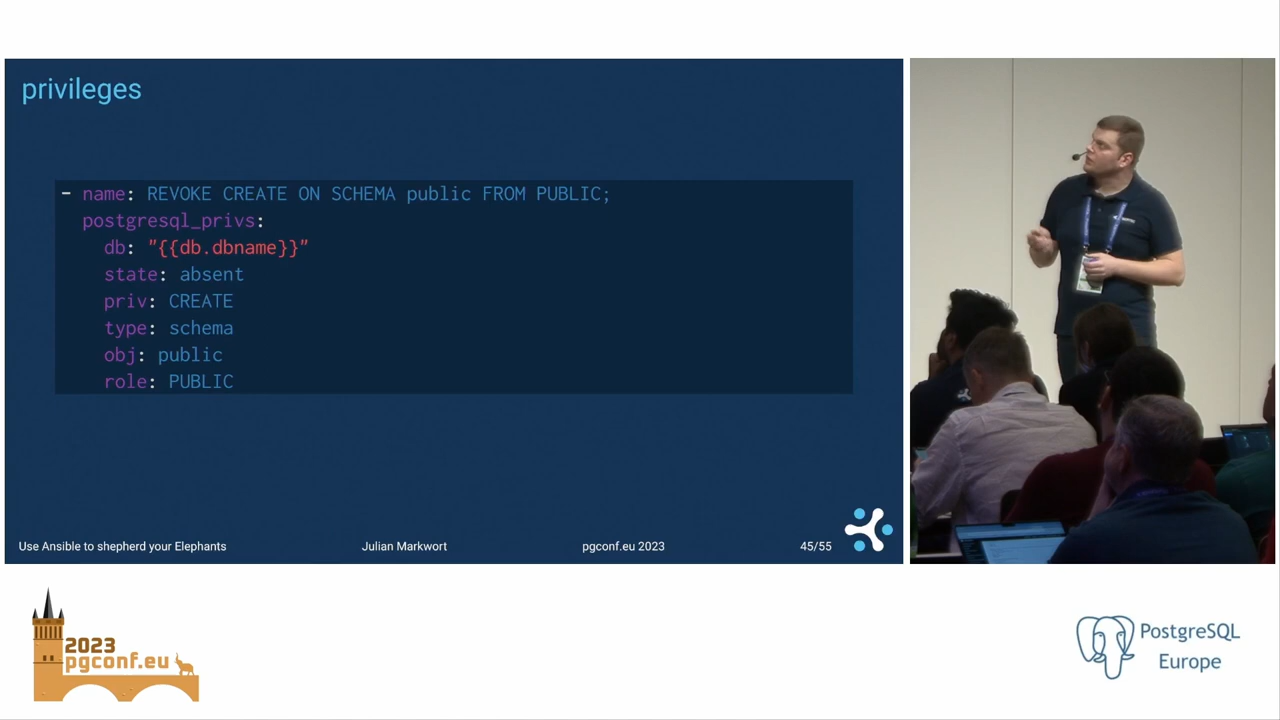 privileges
- name: REVOKE CREATE ON SCHEMA public FROM PUBLIC;
postgresql_privs:
db: "{{db.dbname}}"
state: absent
priv: CREATE
type: schema
obj: public
role: PUBLIC
Use Ansible to shepherd your Elephants
Julian Markwort
pgconf.eu 2023
45/55
2023
pgconf.eu
PostgreSQL
Europe